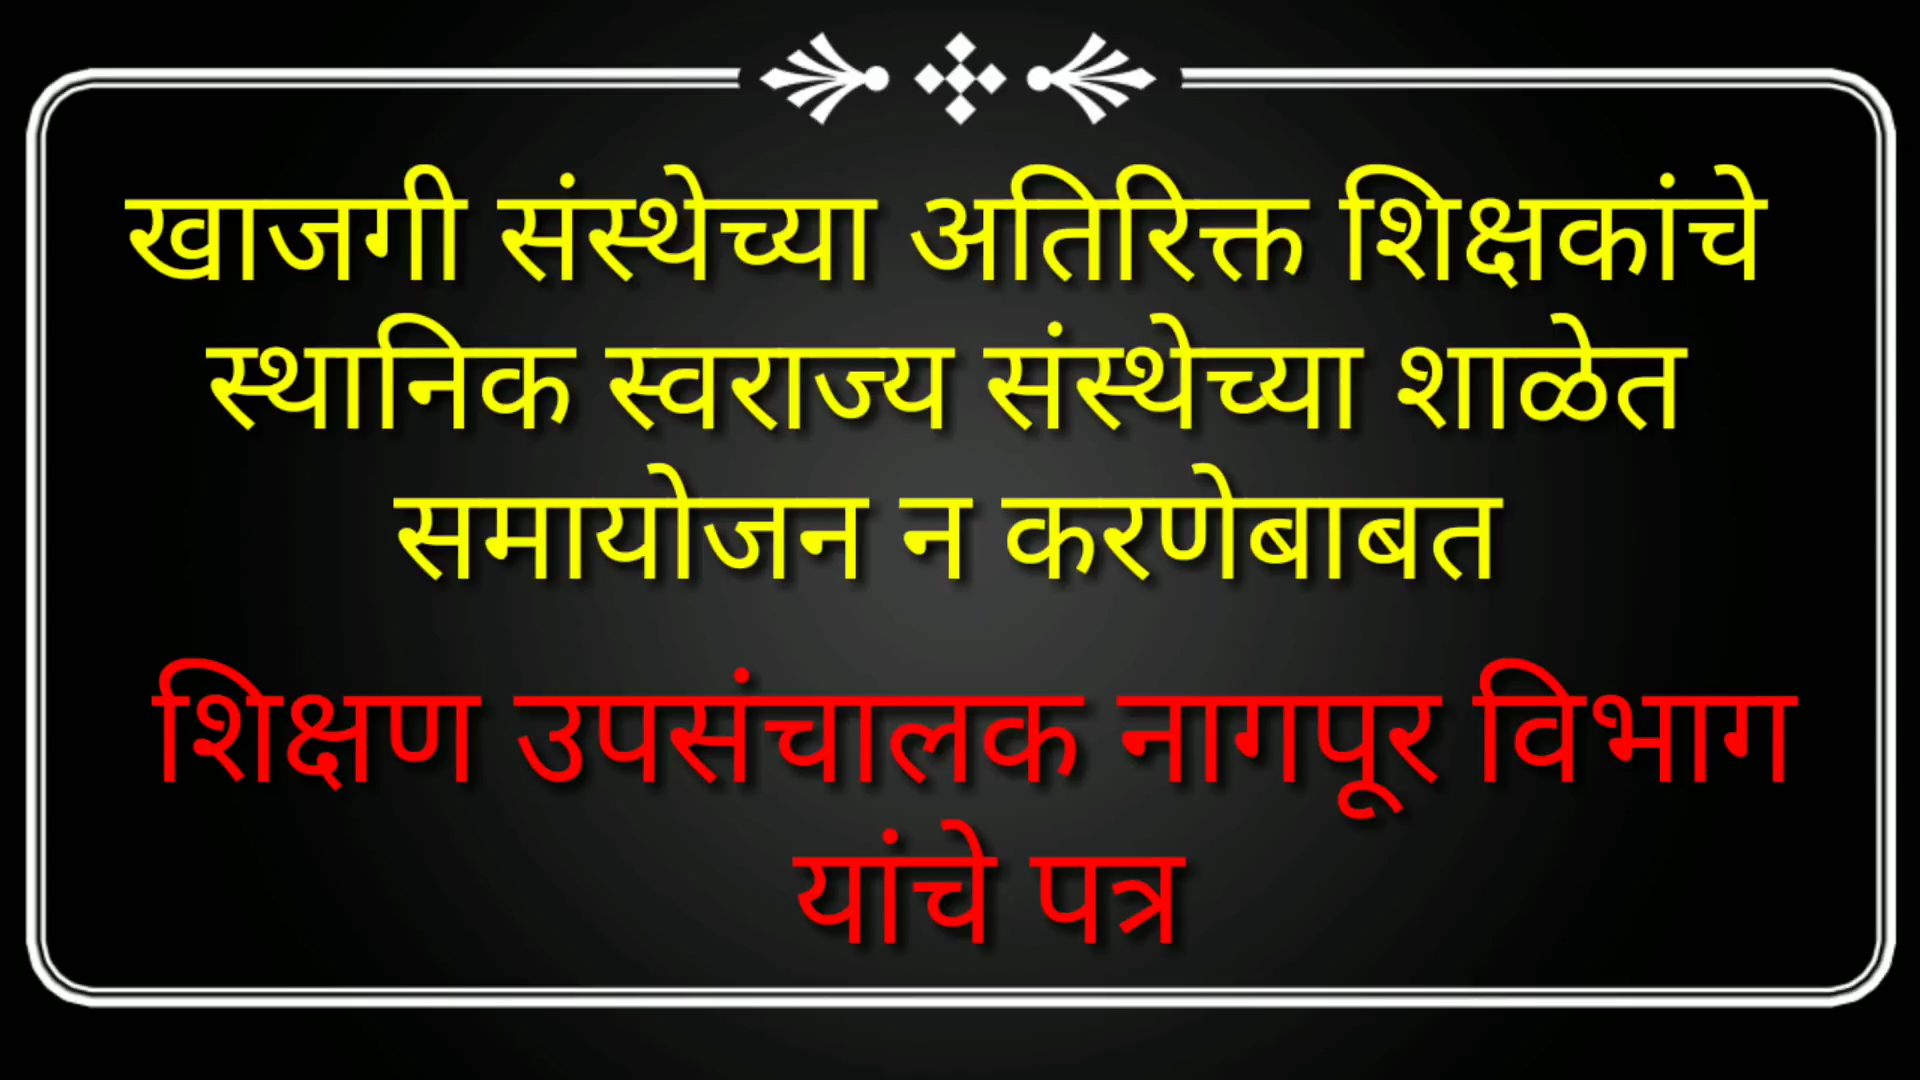 खाजगी संस्थेच्या अतिरिक्त शिक्षकांचे
स्थानिक स्वराज्य संस्थेच्या शाळेत
समायोजन न करणेबाबत
शिक्षण उपसंचालक नागपूर विभाग
यांचे पत्र